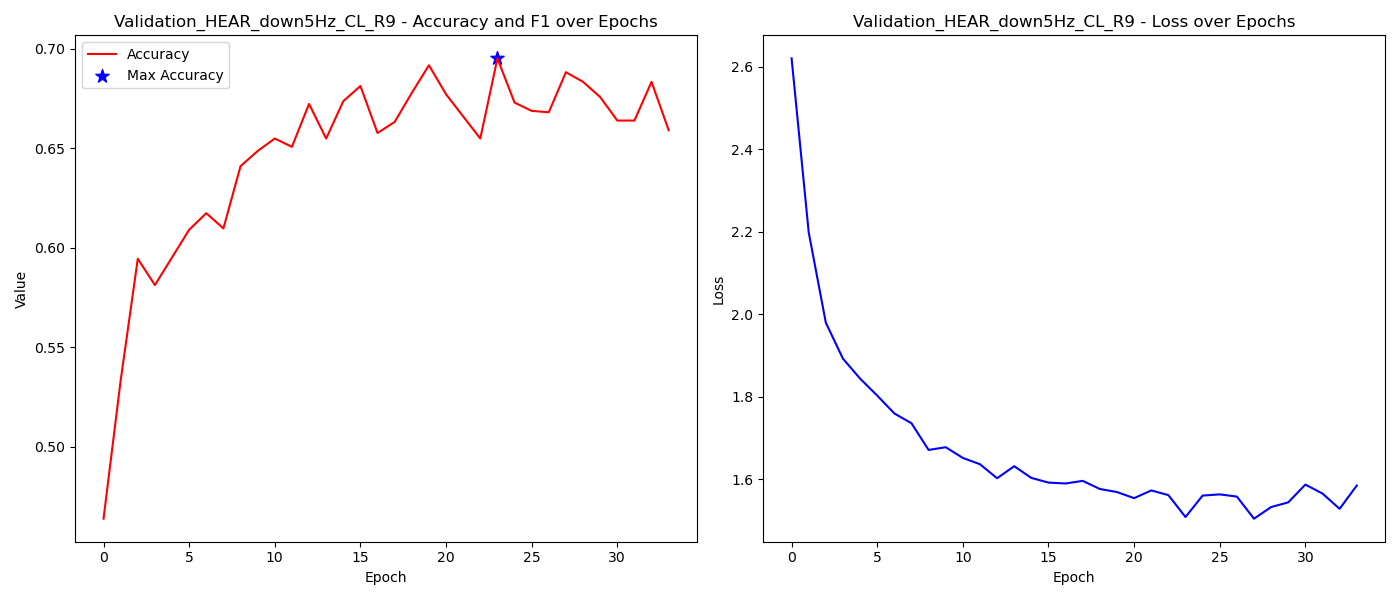 Validation_HEAR_down5Hz_CL_R9 - Accuracy and F1 over Epochs
Accuracy
Max Accuracy
0.70
0.65
0.60
0.55
0.50
Value
0 5 10 15 20 25 30
Epoch
Validation_HEAR_down5Hz_CL_R9 - Loss over Epochs
2.6
2.4
2.2
2.0
1.8
1.6
Loss
0 5 10 15 20 25 30
Epoch